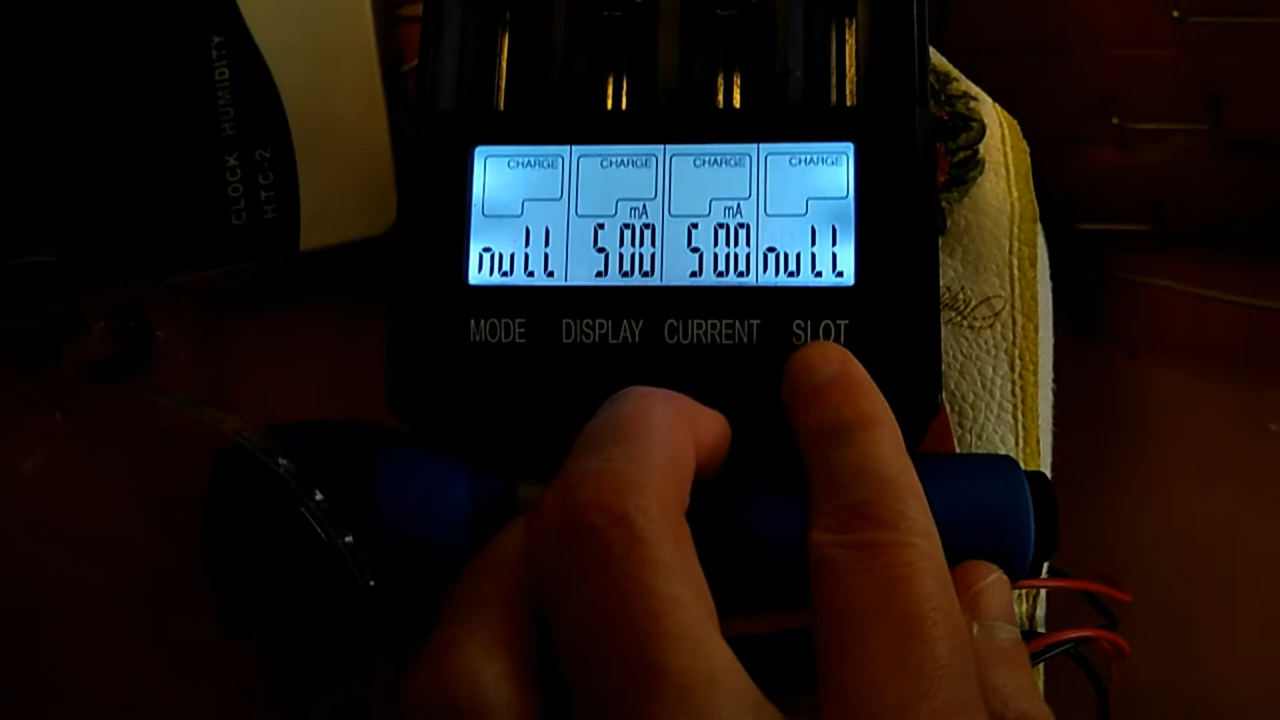 CLOCK HUMIDITY
HTC-2
CHARGE CHARGE CHARGE CHARGE
mA mA
null 500 500 null
MODE DISPLAY CURRENT SLOT